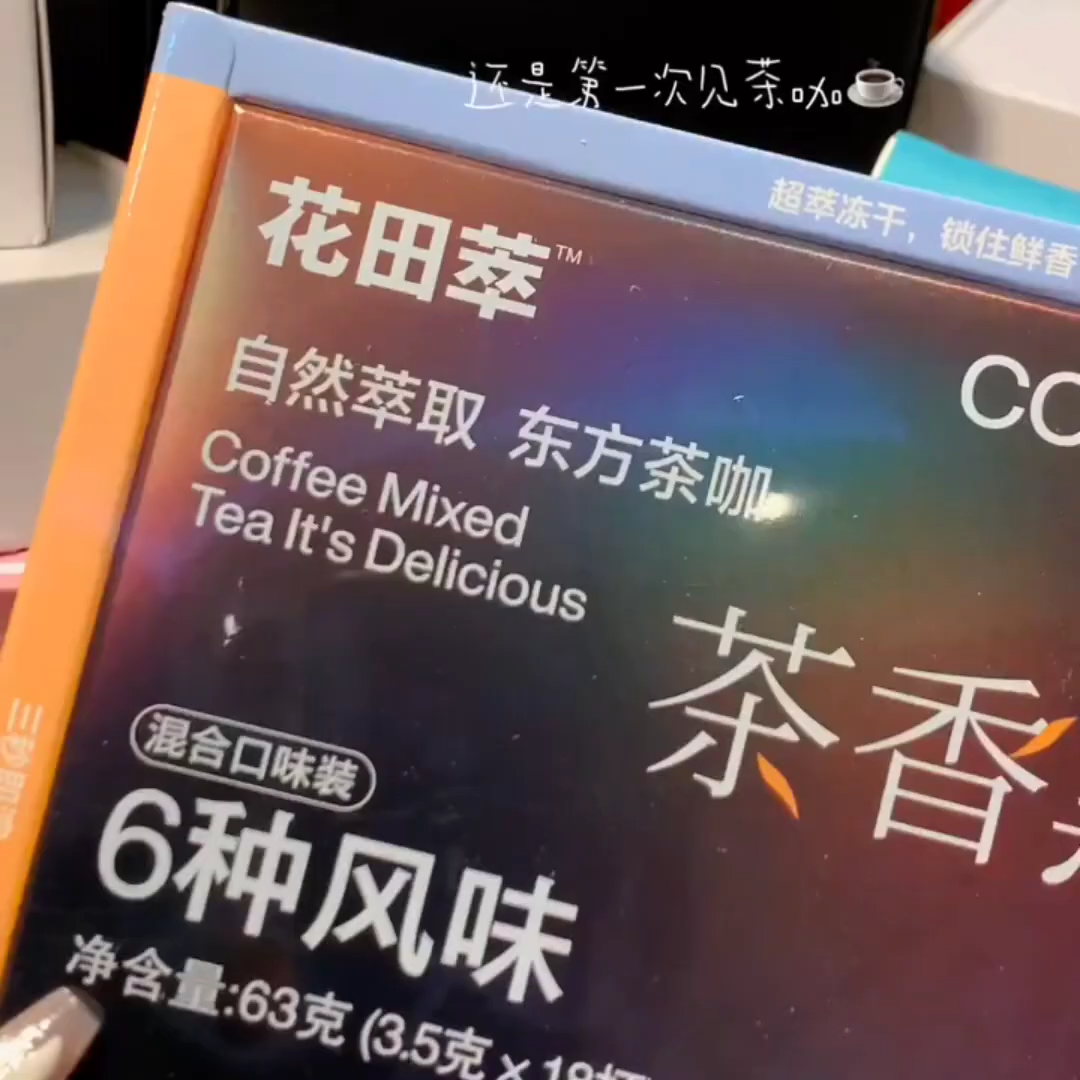 还是第一次见茶咖☕
超萃冻干，锁住鲜香
花田萃™
自然萃取 东方茶咖
Coffee Mixed
Tea It's Delicious
茶香
混合口味装
6种风味
净含量:63克 (3.5克 × 18